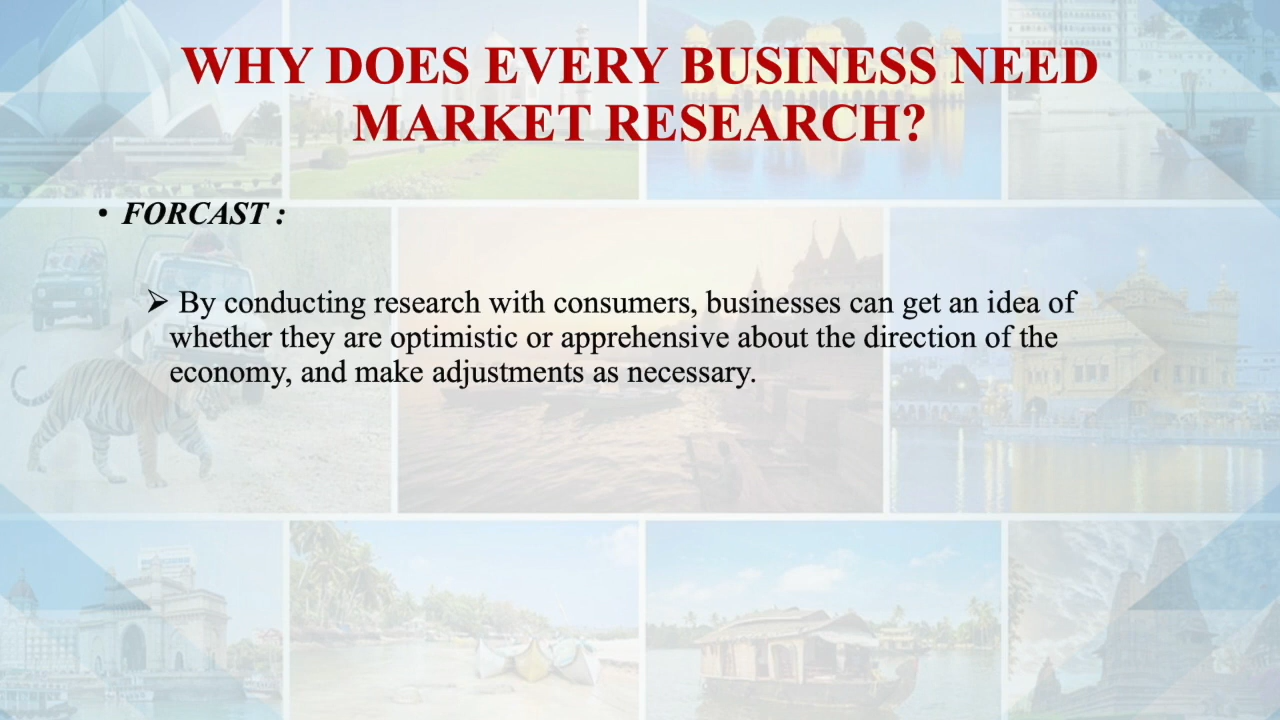 WHY DOES EVERY BUSINESS NEED
MARKET RESEARCH?
• FORCAST :
➢ By conducting research with consumers, businesses can get an idea of
whether they are optimistic or apprehensive about the direction of the
economy, and make adjustments as necessary.